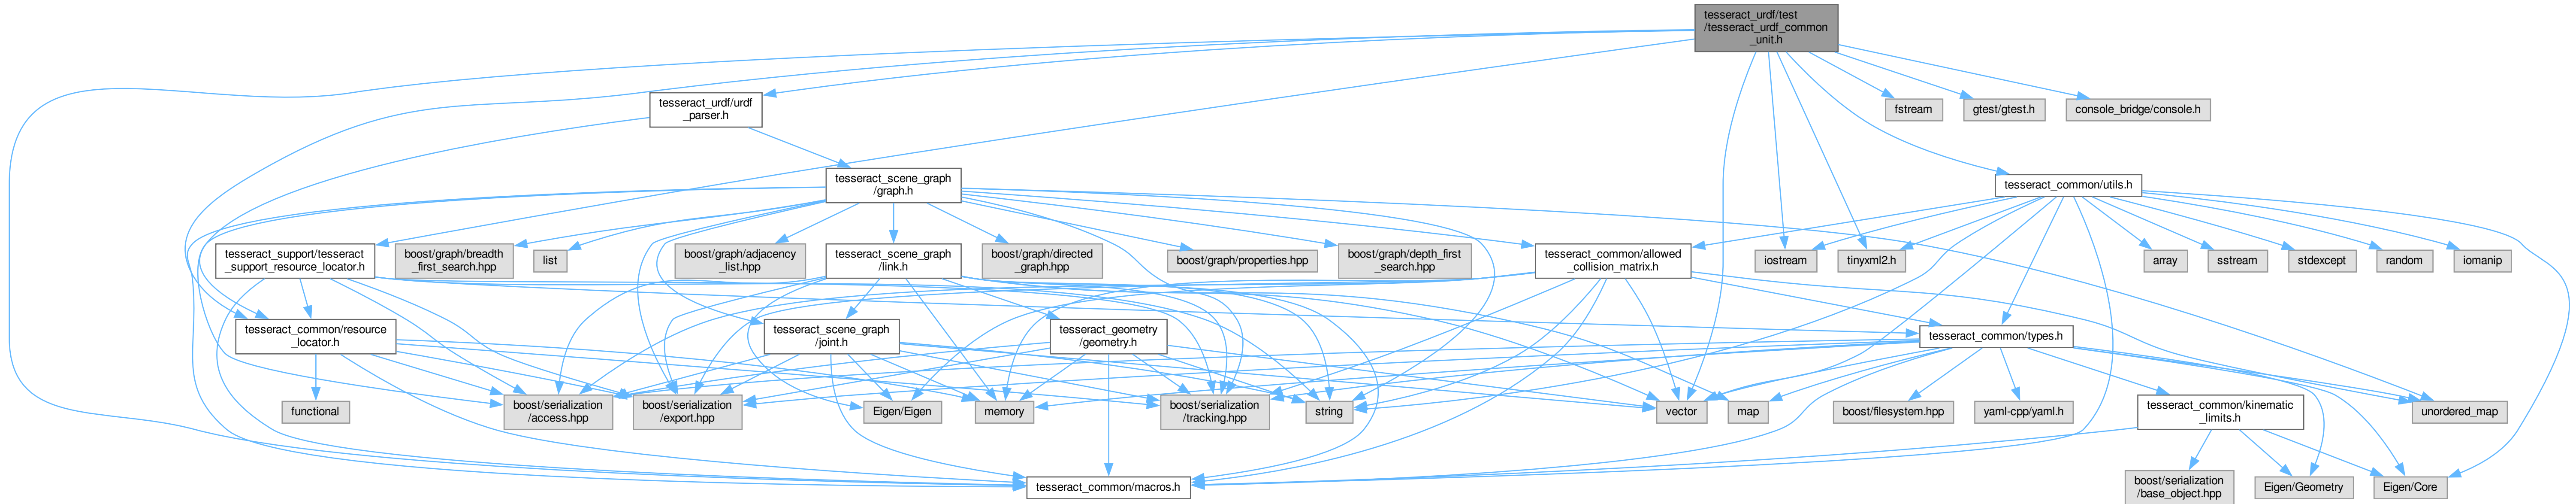 tesseract_urdf/test
/tesseract_urdf_common
_unit.h
tesseract_urdf/urdf
_parser.h
fstream
gtest/gtest.h
console_bridge/console.h
tesseract_scene_graph
/graph.h
tesseract_common/utils.h
tesseract_support/tesseract
_support_resource_locator.h
boost/graph/breadth
_first_search.hpp
list
boost/graph/adjacency
_list.hpp
tesseract_scene_graph
/link.h
boost/graph/directed
_graph.hpp
boost/graph/properties.hpp
boost/graph/depth_first
_search.hpp
tesseract_common/allowed
_collision_matrix.h
iostream
tinyxml2.h
array
sstream
stdexcept
random
iomanip
tesseract_common/resource
_locator.h
tesseract_scene_graph
/joint.h
tesseract_geometry
/geometry.h
tesseract_common/types.h
functional
boost/serialization
/access.hpp
boost/serialization
/export.hpp
Eigen/Eigen
memory
boost/serialization
/tracking.hpp
string
vector
map
boost/filesystem.hpp
yaml-cpp/yaml.h
tesseract_common/kinematic
_limits.h
unordered_map
tesseract_common/macros.h
boost/serialization
/base_object.hpp
Eigen/Geometry
Eigen/Core